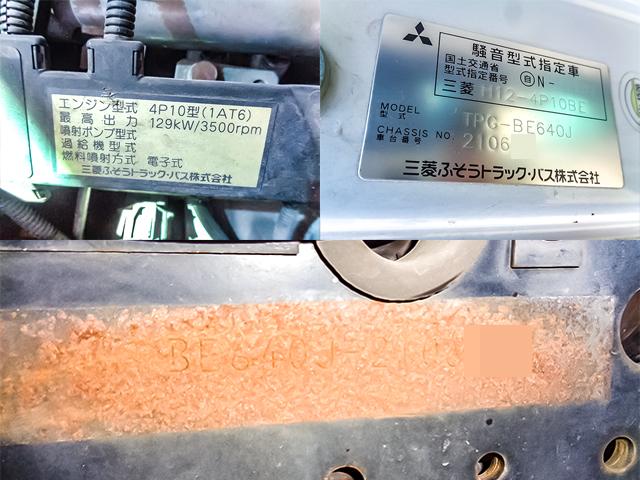 エンジン型式 4P10型(1AT6)
最高出力 129kW/3500rpm
噴射ポンプ型式
過給機型式
燃料噴射方式 電子式
三菱ふそうトラック・バス株式会社
騒音型式指定車
国土交通省
型式指定番号 自N-
三菱 H12-4P10BE
MODEL
型式 TPG-BE640J
CHASSIS NO.
車台番号 2106
三菱ふそうトラック・バス株式会社
BE640J-2106